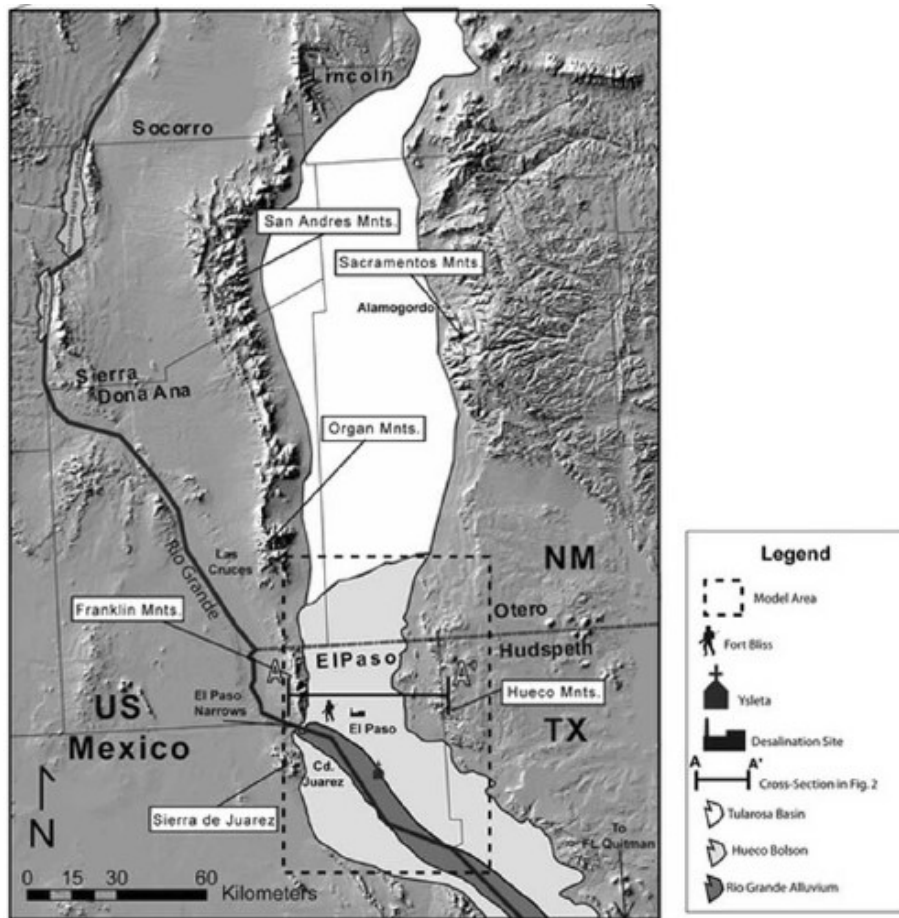 Lincoln
Socorro
San Andres Mnts.
Sacramentos Mnts.
Alamogordo
Sierra
Dona Ana
Organ Mnts.
Las
Cruces
Rio Grande
NM
Franklin Mnts.
Otero
Hudspeth
ElPaso
A
A'
Hueco Mnts.
El Paso
Narrows
US
El Paso
TX
Mexico
Cd.
Juarez
Sierra de Juarez
N
To
Ft. Quitman
0 15 30 60
Kilometers
Legend
Model Area
Fort Bliss
Ysleta
Desalination Site
A A'
Cross-Section in Fig. 2
Tularosa Basin
Hueco Bolson
Rio Grande Alluvium